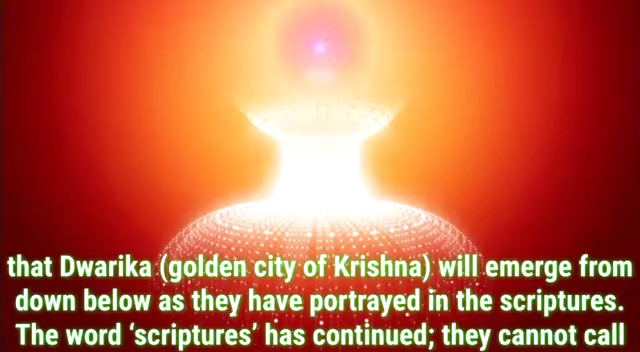 that Dwarika (golden city of Krishna) will emerge from
down below as they have portrayed in the scriptures.
The word ‘scriptures’ has continued; they cannot call